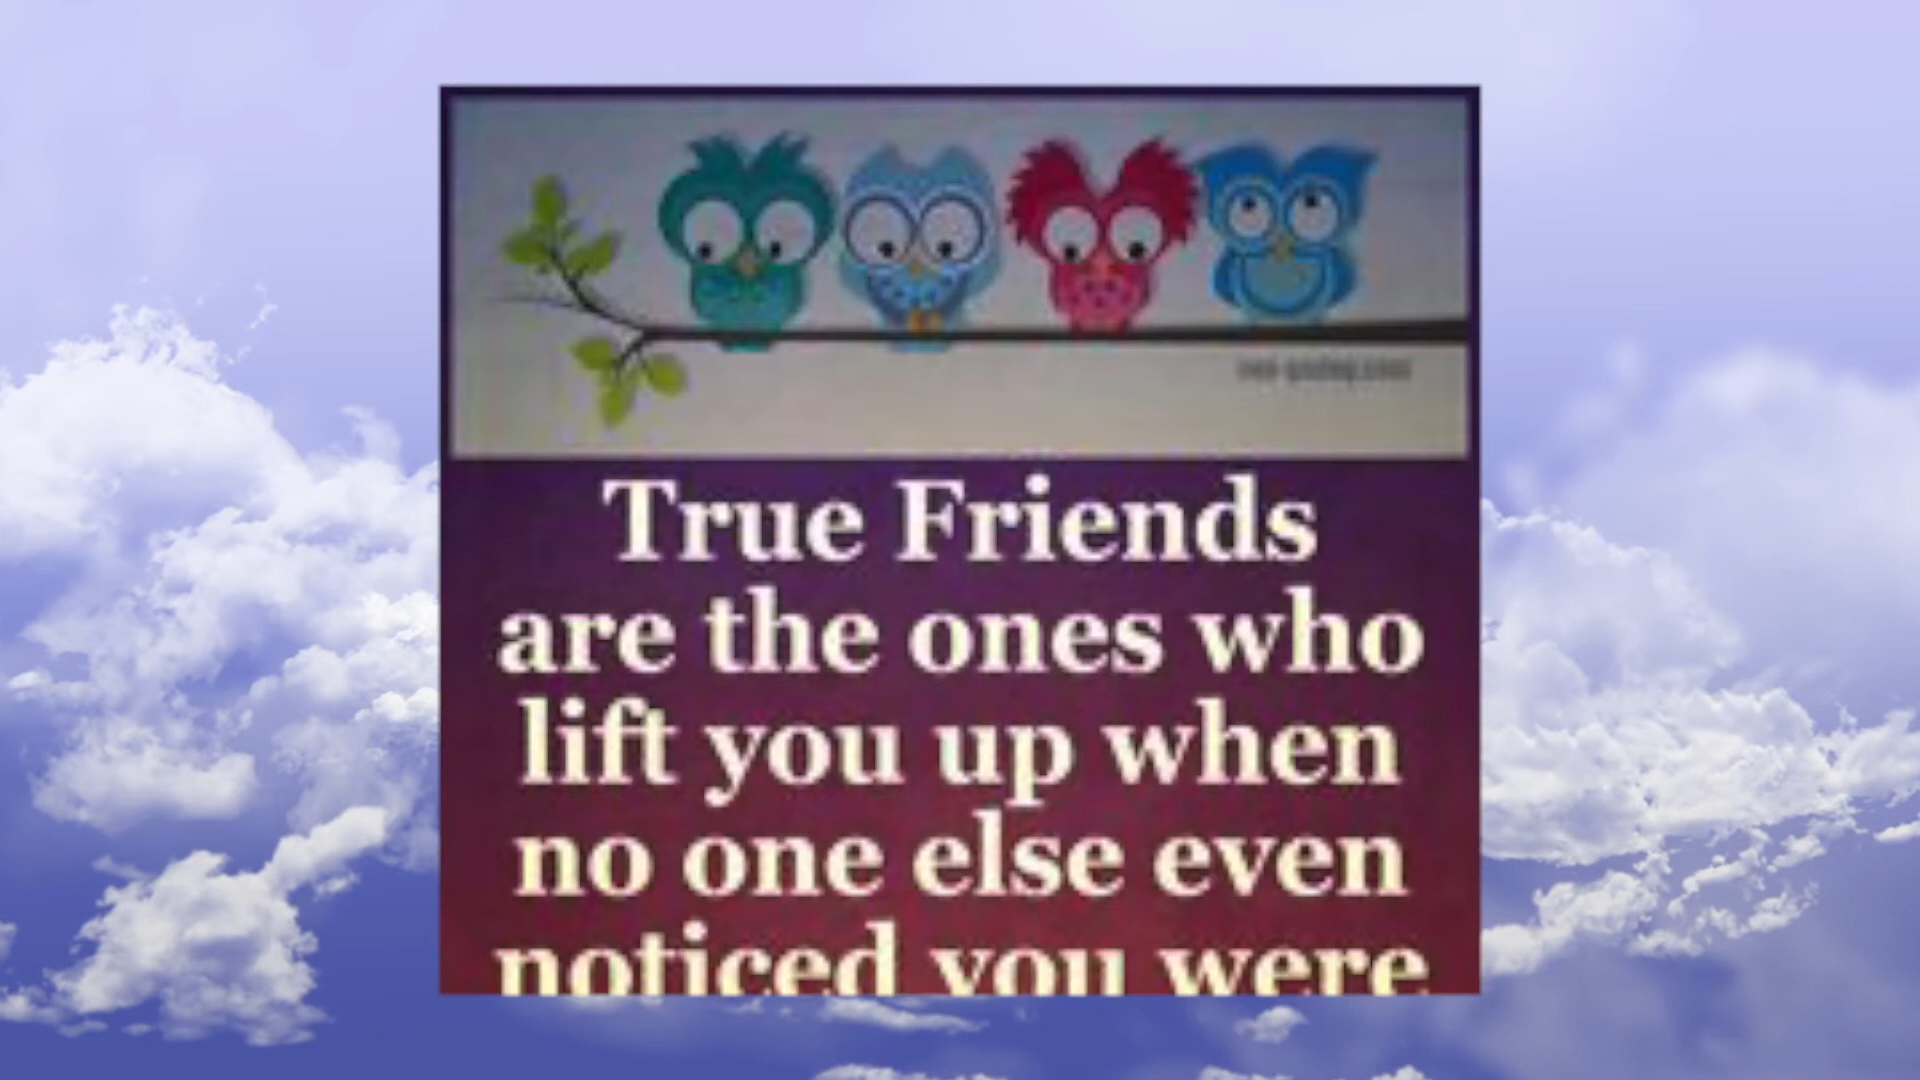 True Friends
are the ones who
lift you up when
no one else even
noticed you were